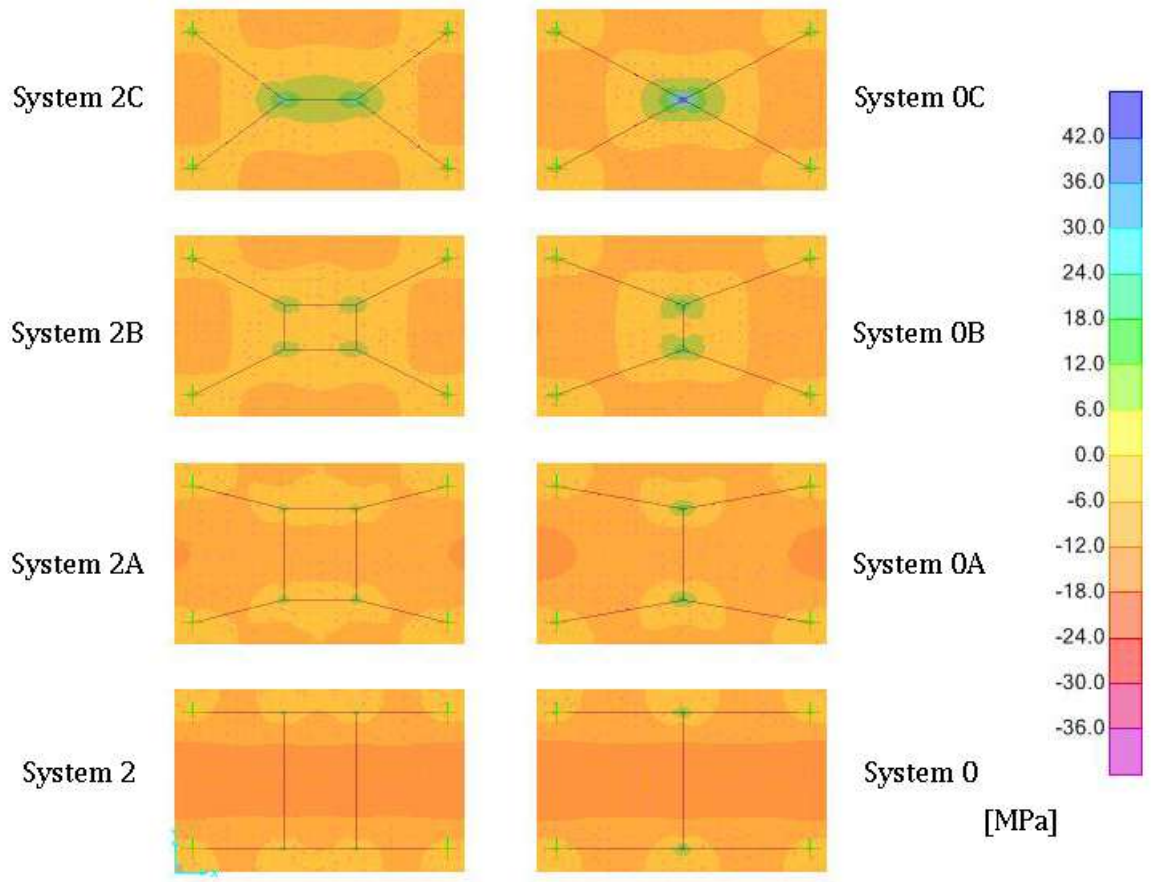 System 2C
System 0C
System 2B
System 0B
System 2A
System 0A
System 2
System 0
42.0
36.0
30.0
24.0
18.0
12.0
6.0
0.0
-6.0
-12.0
-18.0
-24.0
-30.0
-36.0
[MPa]
X